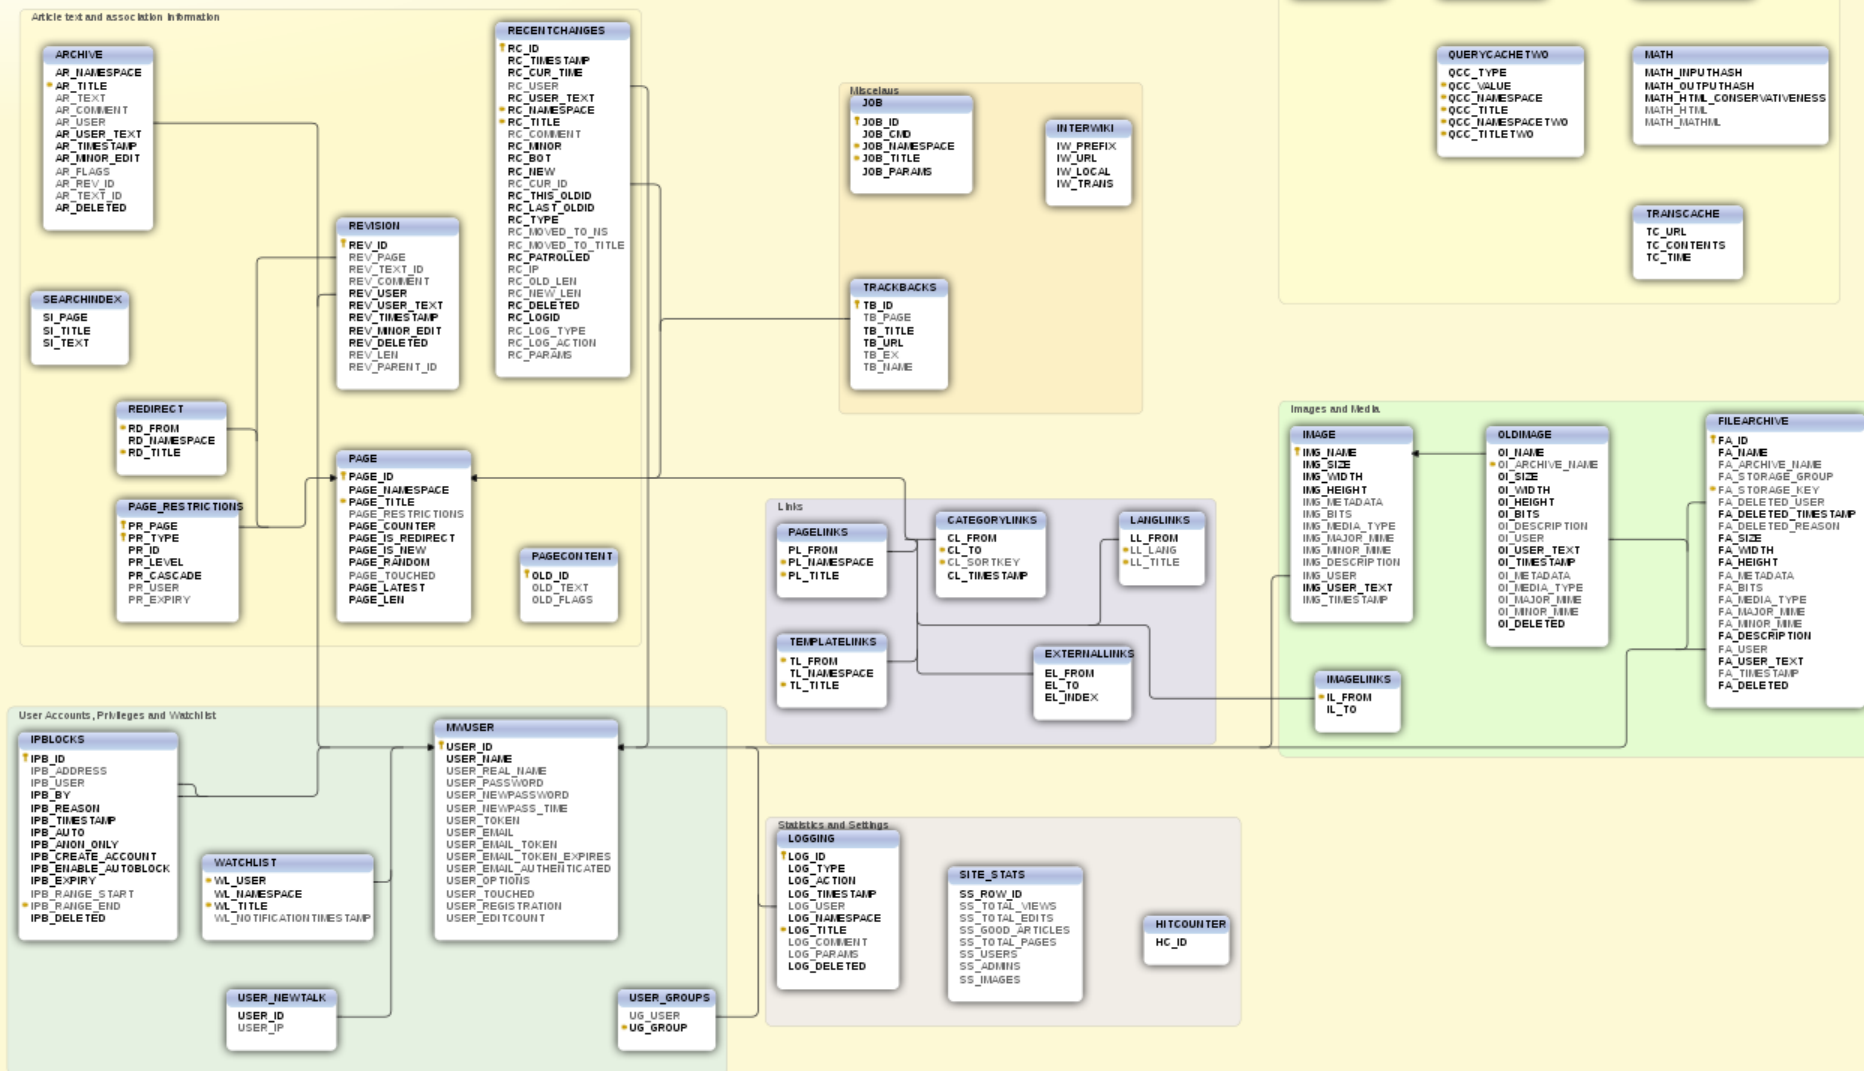 Article text and association Information
ARCHIVE
AR_NAMESPACE
AR_TITLE
AR_TEXT
AR_COMMENT
AR_USER
AR_USER_TEXT
AR_TIMESTAMP
AR_MINOR_EDIT
AR_FLAGS
AR_REV_ID
AR_TEXT_ID
AR_DELETED
SEARCHINDEX
SI_PAGE
SI_TITLE
SI_TEXT
REDIRECT
RD_FROM
RD_NAMESPACE
RD_TITLE
PAGE_RESTRICTIONS
PR_PAGE
PR_TYPE
PR_ID
PR_LEVEL
PR_CASCADE
PR_USER
PR_EXPIRY
REVISION
REV_ID
REV_PAGE
REV_TEXT_ID
REV_COMMENT
REV_USER
REV_USER_TEXT
REV_TIMESTAMP
REV_MINOR_EDIT
REV_DELETED
REV_LEN
REV_PARENT_ID
PAGE
PAGE_ID
PAGE_NAMESPACE
PAGE_TITLE
PAGE_RESTRICTIONS
PAGE_COUNTER
PAGE_IS_REDIRECT
PAGE_IS_NEW
PAGE_RANDOM
PAGE_TOUCHED
PAGE_LATEST
PAGE_LEN
RECENTCHANGES
RC_ID
RC_TIMESTAMP
RC_CUR_TIME
RC_USER
RC_USER_TEXT
RC_NAMESPACE
RC_TITLE
RC_COMMENT
RC_MINOR
RC_BOT
RC_NEW
RC_CUR_ID
RC_THIS_OLDID
RC_LAST_OLDID
RC_TYPE
RC_MOVED_TO_NS
RC_MOVED_TO_TITLE
RC_PATROLLED
RC_IP
RC_OLD_LEN
RC_NEW_LEN
RC_DELETED
RC_LOGID
RC_LOG_TYPE
RC_LOG_ACTION
RC_PARAMS
PAGECONTENT
OLD_ID
OLD_TEXT
OLD_FLAGS
Miscelaus
JOB
JOB_ID
JOB_CMD
JOB_NAMESPACE
JOB_TITLE
JOB_PARAMS
INTERWIKI
IW_PREFIX
IW_URL
IW_LOCAL
IW_TRANS
TRACKBACKS
TB_ID
TB_PAGE
TB_TITLE
TB_URL
TB_EX
TB_NAME
QUERYCACHETWO
QCC_TYPE
QCC_VALUE
QCC_NAMESPACE
QCC_TITLE
QCC_NAMESPACETWO
QCC_TITLETWO
MATH
MATH_INPUTHASH
MATH_OUTPUTHASH
MATH_HTML_CONSERVATIVENESS
MATH_HTML
MATH_MATHML
TRANSCACHE
TC_URL
TC_CONTENTS
TC_TIME
Links
PAGELINKS
PL_FROM
PL_NAMESPACE
PL_TITLE
CATEGORYLINKS
CL_FROM
CL_TO
CL_SORTKEY
CL_TIMESTAMP
LANGLINKS
LL_FROM
LL_LANG
LL_TITLE
TEMPLATELINKS
TL_FROM
TL_NAMESPACE
TL_TITLE
EXTERNALLINKS
EL_FROM
EL_TO
EL_INDEX
Images and Media
IMAGE
IMG_NAME
IMG_SIZE
IMG_WIDTH
IMG_HEIGHT
IMG_METADATA
IMG_BITS
IMG_MEDIA_TYPE
IMG_MAJOR_MIME
IMG_MINOR_MIME
IMG_DESCRIPTION
IMG_USER
IMG_USER_TEXT
IMG_TIMESTAMP
OLDIMAGE
OI_NAME
OI_ARCHIVE_NAME
OI_SIZE
OI_WIDTH
OI_HEIGHT
OI_BITS
OI_DESCRIPTION
OI_USER
OI_USER_TEXT
OI_TIMESTAMP
OI_METADATA
OI_MEDIA_TYPE
OI_MAJOR_MIME
OI_MINOR_MIME
OI_DELETED
FILEARCHIVE
FA_ID
FA_NAME
FA_ARCHIVE_NAME
FA_STORAGE_GROUP
FA_STORAGE_KEY
FA_DELETED_USER
FA_DELETED_TIMESTAMP
FA_DELETED_REASON
FA_SIZE
FA_WIDTH
FA_HEIGHT
FA_METADATA
FA_BITS
FA_MEDIA_TYPE
FA_MAJOR_MIME
FA_MINOR_MIME
FA_DESCRIPTION
FA_USER
FA_USER_TEXT
FA_TIMESTAMP
FA_DELETED
IMAGELINKS
IL_FROM
IL_TO
User Accounts, Privileges and Watchlist
IPBLOCKS
IPB_ID
IPB_ADDRESS
IPB_USER
IPB_BY
IPB_REASON
IPB_TIMESTAMP
IPB_AUTO
IPB_ANON_ONLY
IPB_CREATE_ACCOUNT
IPB_ENABLE_AUTOBLOCK
IPB_EXPIRY
IPB_RANGE_START
IPB_RANGE_END
IPB_DELETED
WATCHLIST
WL_USER
WL_NAMESPACE
WL_TITLE
WL_NOTIFICATIONTIMESTAMP
MWUSER
USER_ID
USER_NAME
USER_REAL_NAME
USER_PASSWORD
USER_NEWPASSWORD
USER_NEWPASS_TIME
USER_TOKEN
USER_EMAIL
USER_EMAIL_TOKEN
USER_EMAIL_TOKEN_EXPIRES
USER_EMAIL_AUTHENTICATED
USER_OPTIONS
USER_TOUCHED
USER_REGISTRATION
USER_EDITCOUNT
USER_NEWTALK
USER_ID
USER_IP
USER_GROUPS
UG_USER
UG_GROUP
Statistics and Settings
LOGGING
LOG_ID
LOG_TYPE
LOG_ACTION
LOG_TIMESTAMP
LOG_USER
LOG_NAMESPACE
LOG_TITLE
LOG_COMMENT
LOG_PARAMS
LOG_DELETED
SITE_STATS
SS_ROW_ID
SS_TOTAL_VIEWS
SS_TOTAL_EDITS
SS_GOOD_ARTICLES
SS_TOTAL_PAGES
SS_USERS
SS_ADMINS
SS_IMAGES
HITCOUNTER
HC_ID